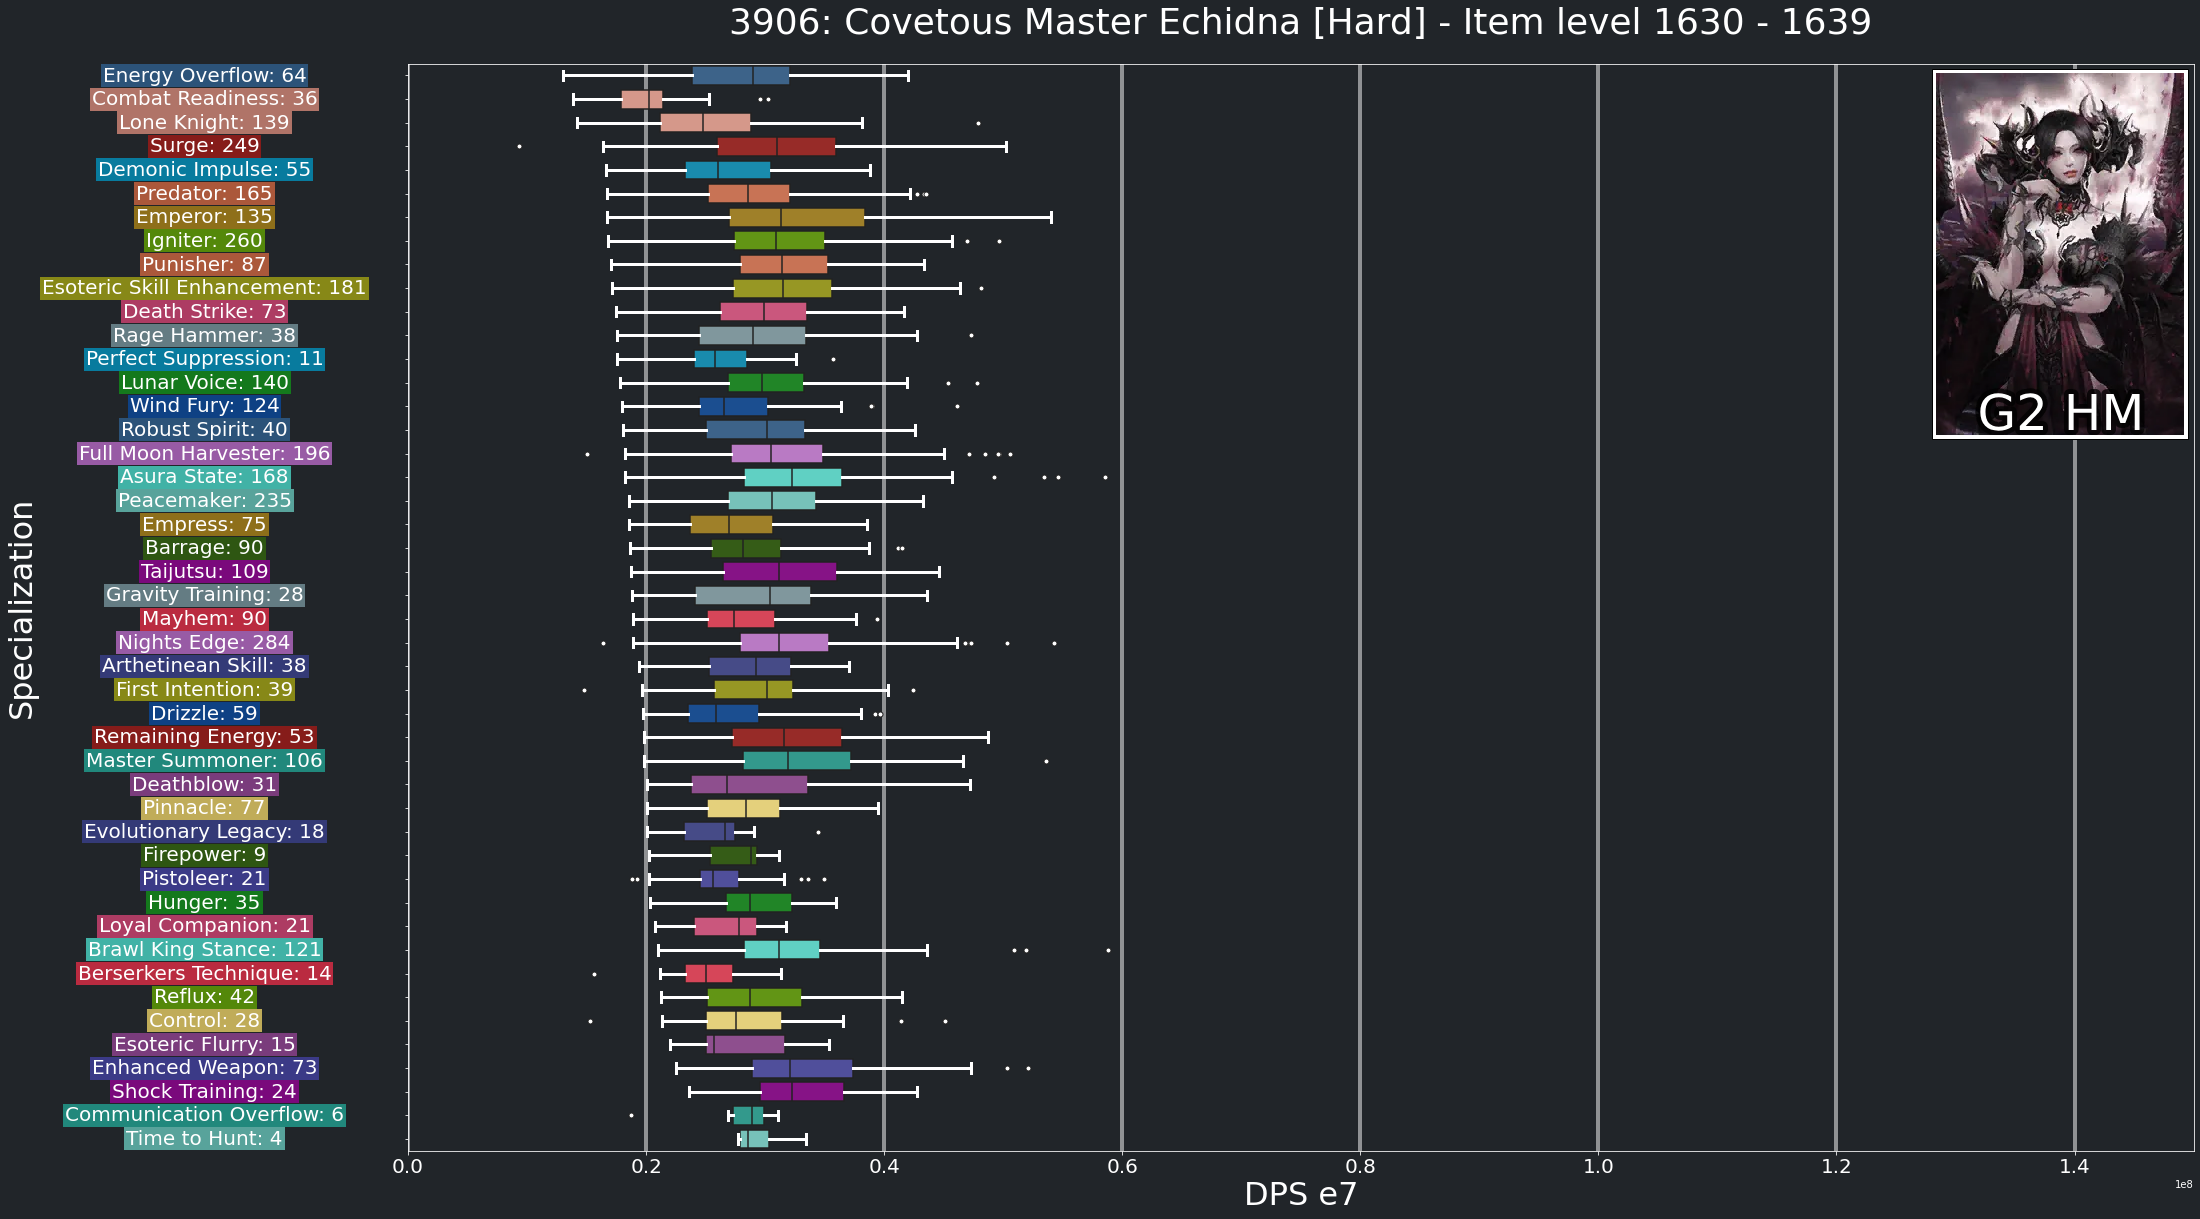 3906: Covetous Master Echidna [Hard] - Item level 1630 - 1639
Energy Overflow: 64
Combat Readiness: 36
Lone Knight: 139
Surge: 249
Demonic Impulse: 55
Predator: 165
Emperor: 135
Igniter: 260
Punisher: 87
Esoteric Skill Enhancement: 181
Death Strike: 73
Rage Hammer: 38
Perfect Suppression: 11
Lunar Voice: 140
Wind Fury: 124
Robust Spirit: 40
Full Moon Harvester: 196
Asura State: 168
Peacemaker: 235
Empress: 75
Barrage: 90
Taijutsu: 109
Gravity Training: 28
Mayhem: 90
Nights Edge: 284
Arthetinean Skill: 38
First Intention: 39
Drizzle: 59
Remaining Energy: 53
Master Summoner: 106
Deathblow: 31
Pinnacle: 77
Evolutionary Legacy: 18
Firepower: 9
Pistoleer: 21
Hunger: 35
Loyal Companion: 21
Brawl King Stance: 121
Berserkers Technique: 14
Reflux: 42
Control: 28
Esoteric Flurry: 15
Enhanced Weapon: 73
Shock Training: 24
Communication Overflow: 6
Time to Hunt: 4
Specialization
G2 HM
0.0 0.2 0.4 0.6 0.8 1.0 1.2 1.4
1e8
DPS e7